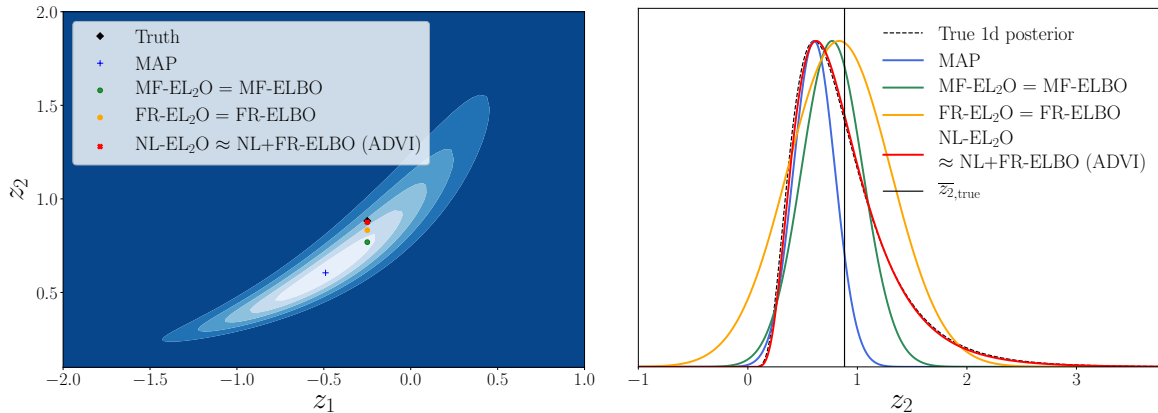 2.0
1.5
1.0
0.5
z₂
−2.0 −1.5 −1.0 −0.5 0.0 0.5 1.0
z₁
Truth
MAP
MF-EL₂O = MF-ELBO
FR-EL₂O = FR-ELBO
NL-EL₂O ≈ NL+FR-ELBO (ADVI)
True 1d posterior
MAP
MF-EL₂O = MF-ELBO
FR-EL₂O = FR-ELBO
NL-EL₂O
≈ NL+FR-ELBO (ADVI)
z̅₂,true
−1 0 1 2 3
z₂